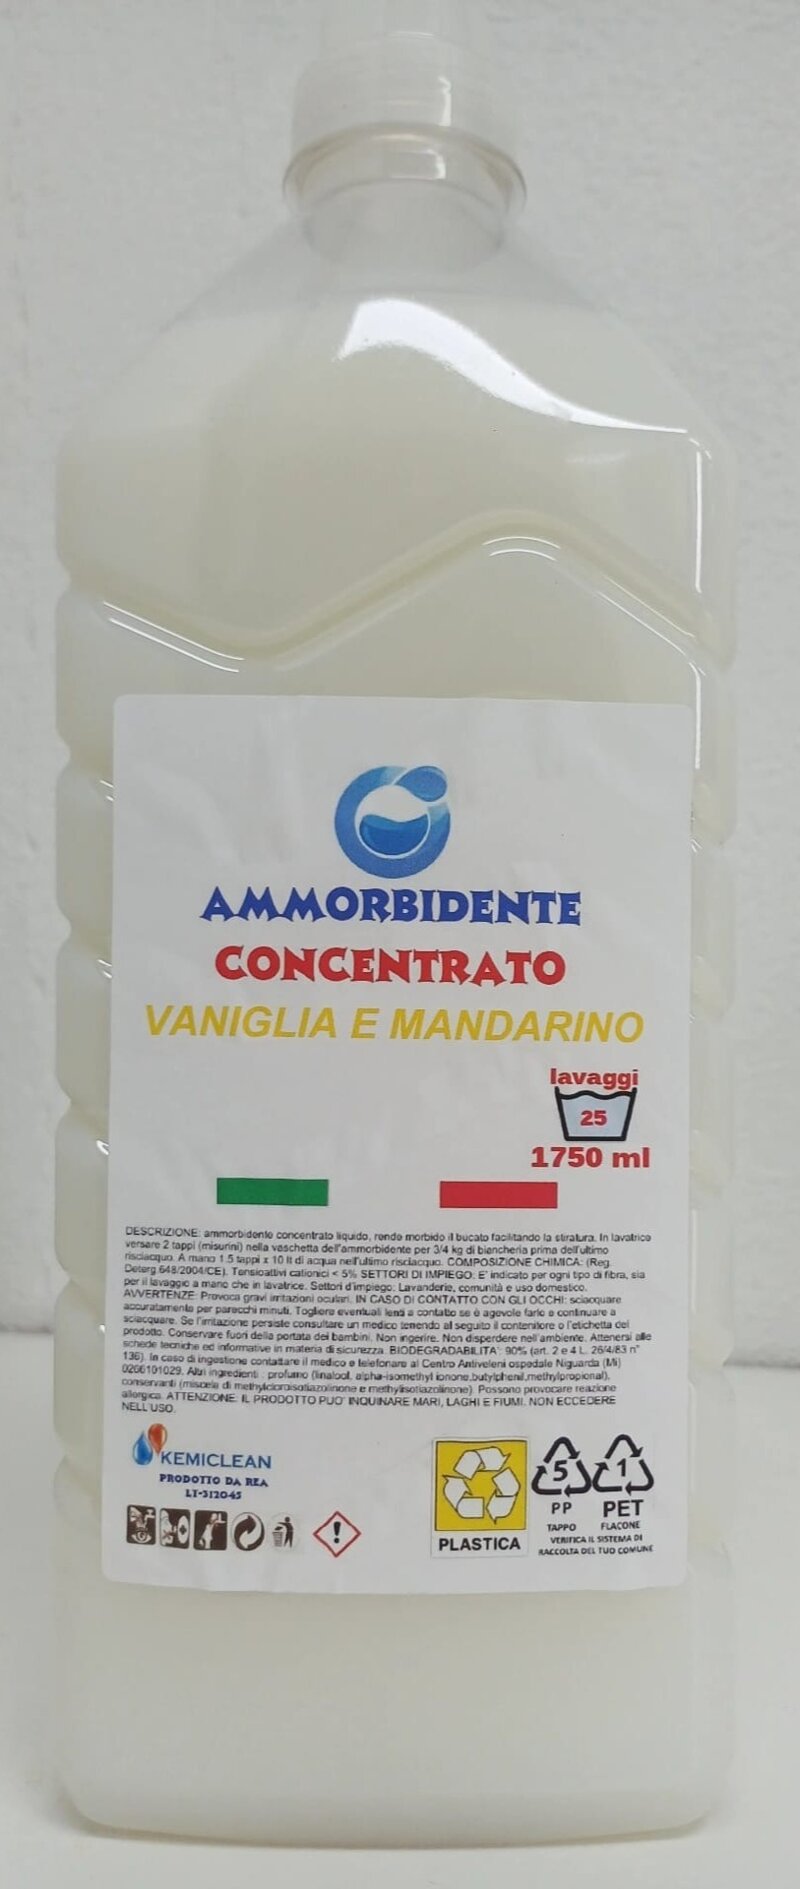 AMMORBIDENTE
CONCENTRATO
VANIGLIA E MANDARINO
lavaggi
25
1750 ml
DESCRIZIONE: ammorbidente concentrato liquido, rende morbido il bucato facilitando la stiratura. In lavatrice
versare 2 tappi (misurini) nella vaschetta dell'ammorbidente per 3/4 kg di biancheria prima dell'ultimo
risciacquo. A mano 1.5 tappi x 10 lt di acqua nell'ultimo risciacquo. COMPOSIZIONE CHIMICA: (Reg.
Deterg.648/2004/CE). Tensioattivi cationici < 5% SETTORI DI IMPIEGO: E' indicato per ogni tipo di fibra, sia
per il lavaggio a mano che in lavatrice. Settori d'impiego: Lavanderie, comunità e uso domestico.
AVVERTENZE: Provoca gravi irritazioni oculari. IN CASO DI CONTATTO CON GLI OCCHI: sciacquare
accuratamente per parecchi minuti. Togliere eventuali lenti a contatto se è agevole farlo e continuare a
sciacquare. Se l'irritazione persiste consultare un medico tenendo al seguito il contenitore o l'etichetta del
prodotto. Conservare fuori della portata dei bambini. Non ingerire. Non disperdere nell'ambiente. Attenersi alle
schede tecniche ed informative in materia di sicurezza. BIODEGRADABILITA': 90% (art. 2 e 4 L. 26/4/83 n°
136). In caso di ingestione contattare il medico e telefonare al Centro Antiveleni ospedale Niguarda (Mi)
0266101029. Altri ingredienti : profumo (linalool, alpha-isomethyl ionone,butylphenil,methylpropional),
conservanti (miscela di methylcloroisotiazolinone e methylisotiazolinone). Possono provocare reazione
allergica. ATTENZIONE: IL PRODOTTO PUO' INQUINARE MARI, LAGHI E FIUMI. NON ECCEDERE
NELL'USO.
KEMICLEAN
PRODOTTO DA REA
LT-312045
PLASTICA
5
PP
TAPPO
1
PET
FLACONE
VERIFICA IL SISTEMA DI
RACCOLTA DEL TUO COMUNE